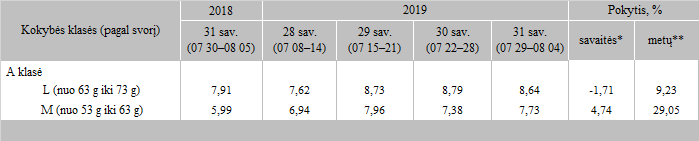 Kokybės klasės (pagal svorį) 2018 2019 Pokytis, %
31 sav. (07 30–08 05) 28 sav. (07 08–14) 29 sav. (07 15–21) 30 sav. (07 22–28) 31 sav. (07 29–08 04) savaitės* metų**
A klasė
L (nuo 63 g iki 73 g) 7,91 7,62 8,73 8,79 8,64 -1,71 9,23
M (nuo 53 g iki 63 g) 5,99 6,94 7,96 7,38 7,73 4,74 29,05